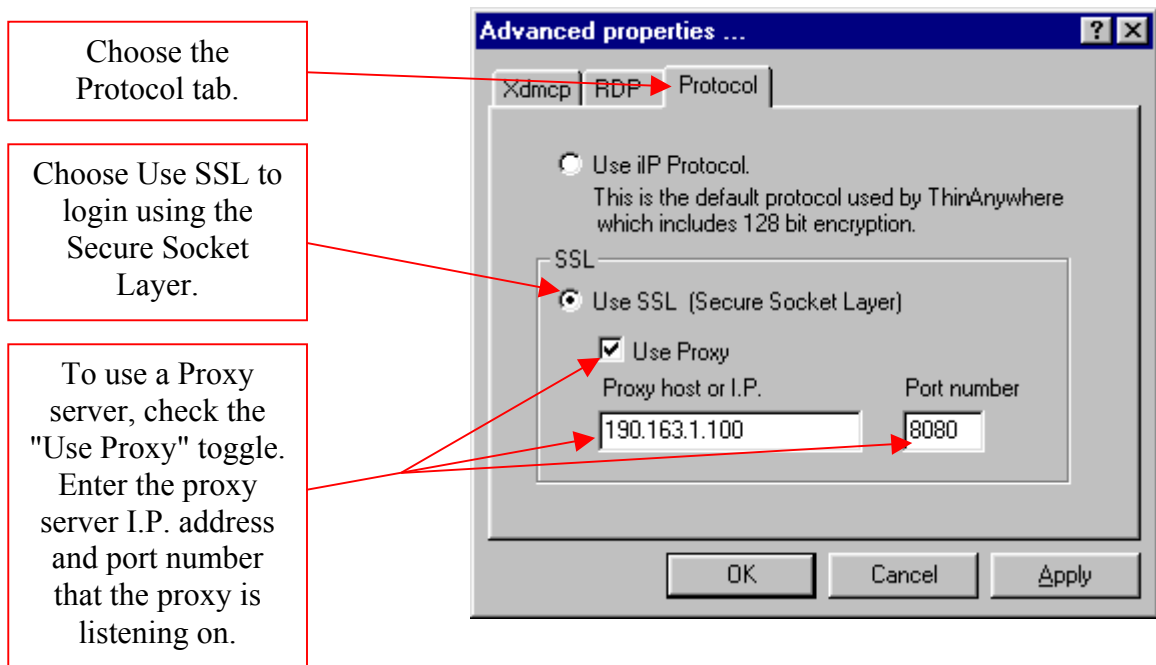 Choose the
Protocol tab.
Choose Use SSL to
login using the
Secure Socket
Layer.
To use a Proxy
server, check the
"Use Proxy" toggle.
Enter the proxy
server I.P. address
and port number
that the proxy is
listening on.
Advanced properties ...
Xdmcp RDP Protocol
Use iIP Protocol.
This is the default protocol used by ThinAnywhere
which includes 128 bit encryption.
SSL
Use SSL (Secure Socket Layer)
Use Proxy
Proxy host or I.P. Port number
190.163.1.100 8080
OK Cancel Apply